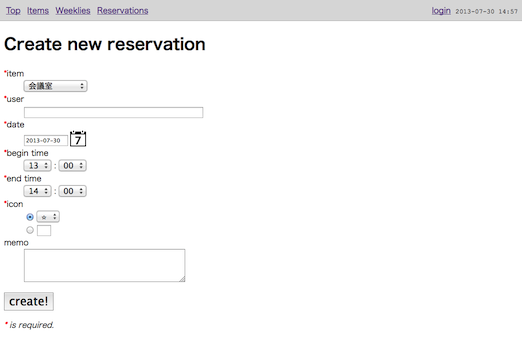 Top Items Weeklies Reservations login 2013-07-30 14:57
Create new reservation
*item
会議室
*user
*date
2013-07-30 7
*begin time
13 : 00
*end time
14 : 00
*icon
memo
create!
* is required.